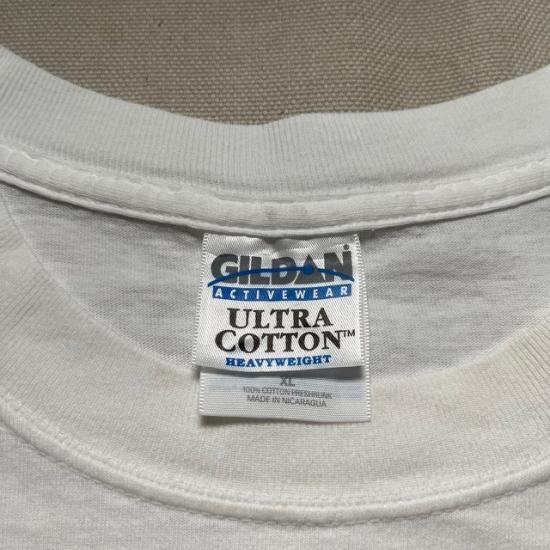 GILDAN®
ACTIVEWEAR
ULTRA
COTTON™
HEAVYWEIGHT
XL
100% COTTON PRESHRUNK
MADE IN NICARAGUA